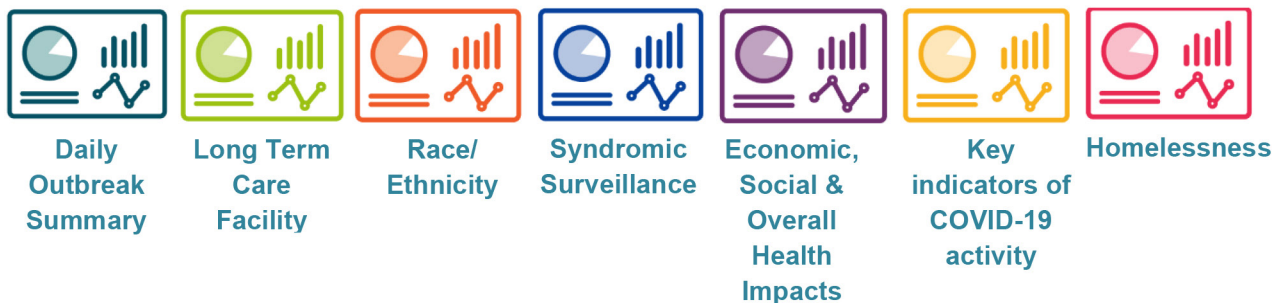 Daily
Outbreak
Summary
Long Term
Care
Facility
Race/
Ethnicity
Syndromic
Surveillance
Economic,
Social &
Overall
Health
Impacts
Key
indicators of
COVID-19
activity
Homelessness